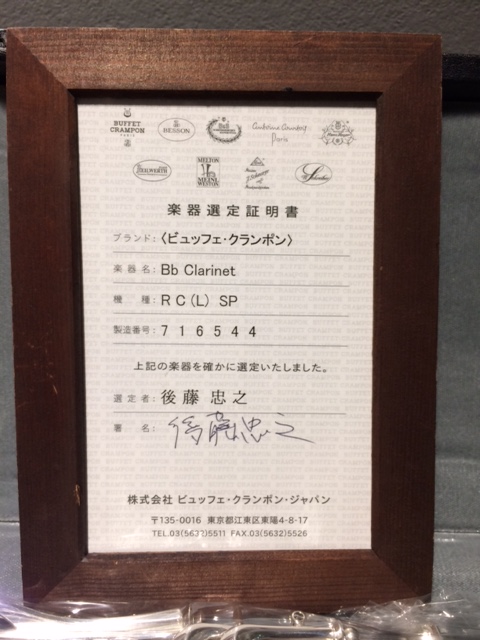 BUFFET
CRAMPON
PARIS
BESSON
B&S
Antoine Courtois
Paris
KEILWERTH
MELTON
MEINL
WESTON
楽器選定証明書
ブランド：〈ビュッフェ・クランポン〉
楽器名：Bb Clarinet
機種：RC(L) SP
製造番号：716544
上記の楽器を確かに選定いたしました。
選定者：後藤 忠之
署名：後藤忠之
株式会社 ビュッフェ・クランポン・ジャパン
〒135-0016 東京都江東区東陽4-8-17
TEL.03(5632)5511 FAX.03(5632)5526